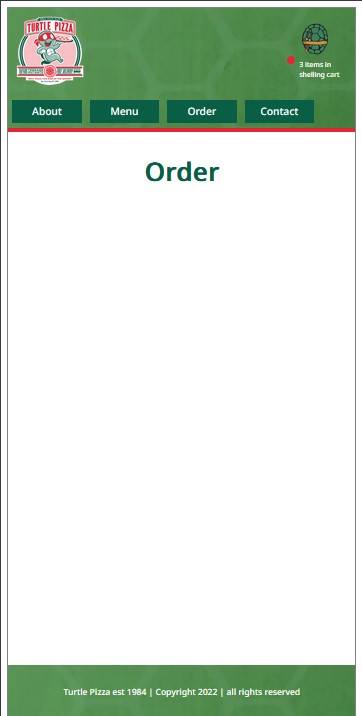 TURTLE PIZZA
3 items in
shelling cart
About
Menu
Order
Contact
Order
Turtle Pizza est 1984 | Copyright 2022 | all rights reserved